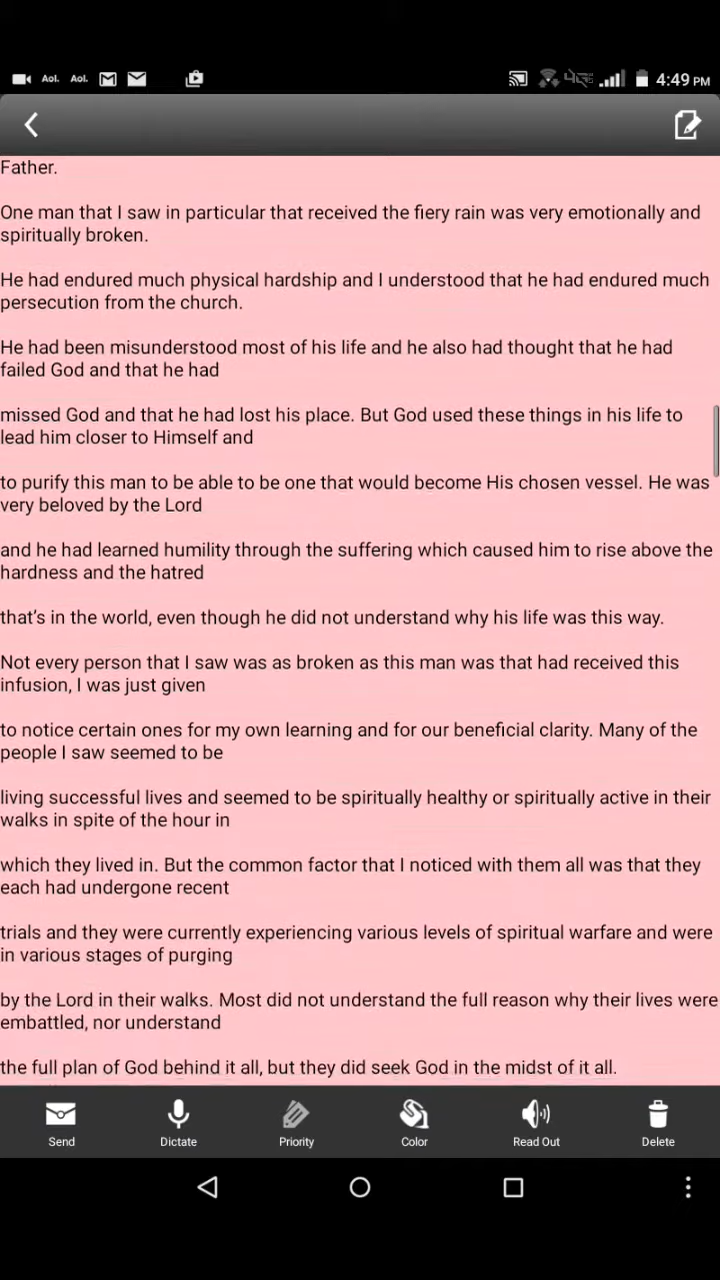 Aol. Aol. 4:49 PM
Father.
One man that I saw in particular that received the fiery rain was very emotionally and
spiritually broken.
He had endured much physical hardship and I understood that he had endured much
persecution from the church.
He had been misunderstood most of his life and he also had thought that he had
failed God and that he had
missed God and that he had lost his place. But God used these things in his life to
lead him closer to Himself and
to purify this man to be able to be one that would become His chosen vessel. He was
very beloved by the Lord
and he had learned humility through the suffering which caused him to rise above the
hardness and the hatred
that’s in the world, even though he did not understand why his life was this way.
Not every person that I saw was as broken as this man was that had received this
infusion, I was just given
to notice certain ones for my own learning and for our beneficial clarity. Many of the
people I saw seemed to be
living successful lives and seemed to be spiritually healthy or spiritually active in their
walks in spite of the hour in
which they lived in. But the common factor that I noticed with them all was that they
each had undergone recent
trials and they were currently experiencing various levels of spiritual warfare and were
in various stages of purging
by the Lord in their walks. Most did not understand the full reason why their lives were
embattled, nor understand
the full plan of God behind it all, but they did seek God in the midst of it all.
Send Dictate Priority Color Read Out Delete